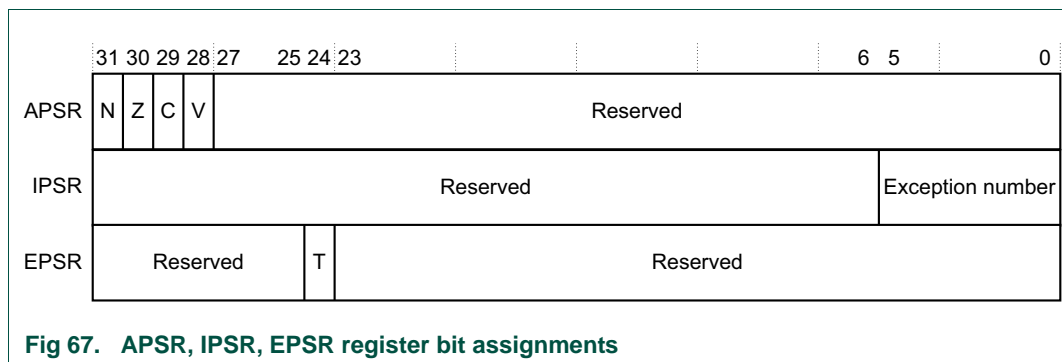 31 30 29 28 27 25 24 23 6 5 0
APSR N Z C V Reserved
IPSR Reserved Exception number
EPSR Reserved T Reserved
Fig 67. APSR, IPSR, EPSR register bit assignments